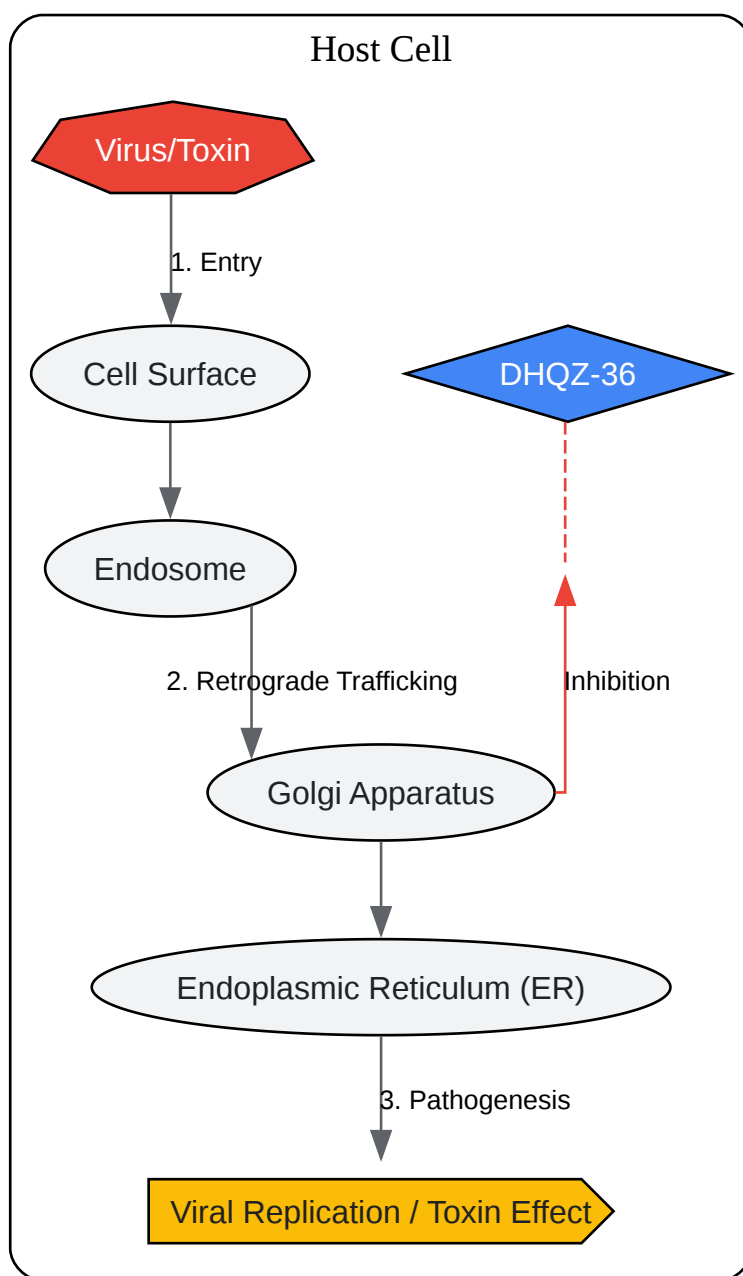 Host Cell
Virus/Toxin
1. Entry
Cell Surface
DHQZ-36
Endosome
2. Retrograde Trafficking
Inhibition
Golgi Apparatus
Endoplasmic Reticulum (ER)
3. Pathogenesis
Viral Replication / Toxin Effect